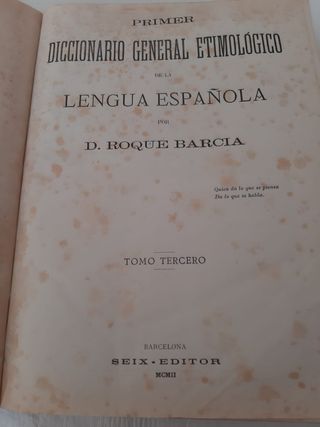 PRIMER
DICCIONARIO GENERAL ETIMOLÓGICO
DE LA
LENGUA ESPAÑOLA
POR
D. ROQUE BARCIA
Quien da lo que se piensa
Da lo que se habla.
TOMO TERCERO
BARCELONA
SEIX-EDITOR
MCMII